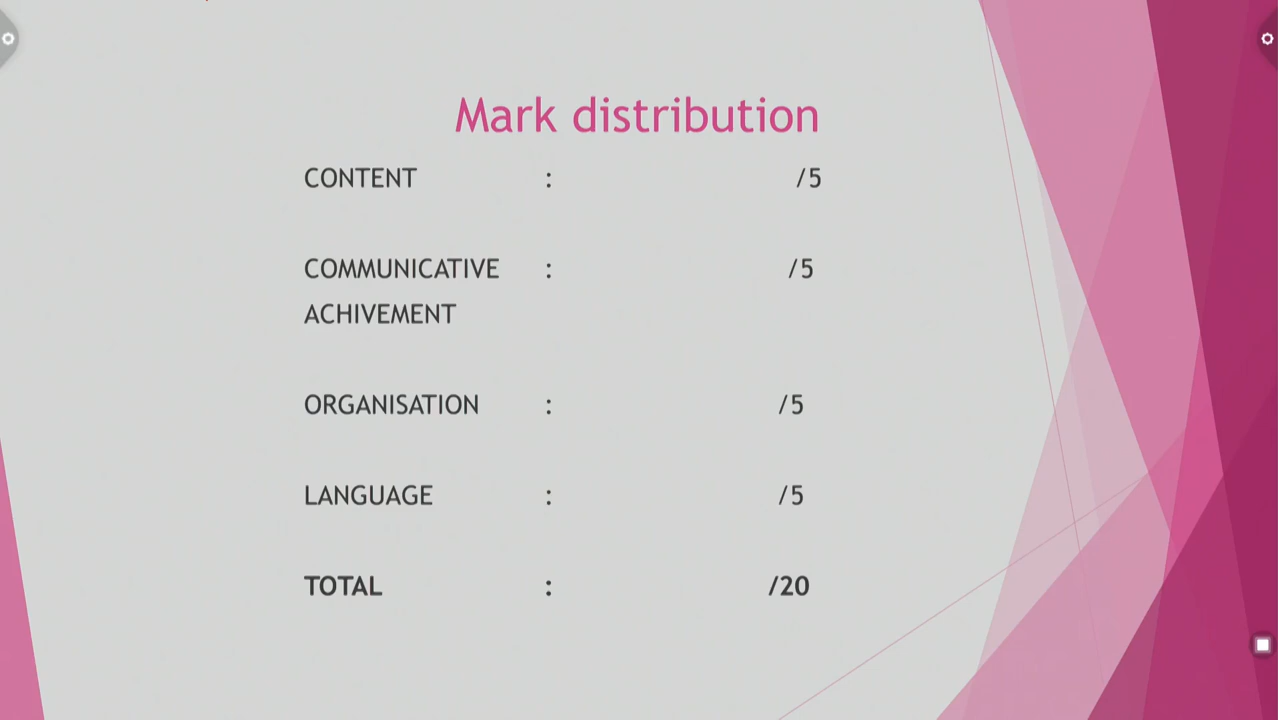 Mark distribution
CONTENT : /5
COMMUNICATIVE : /5
ACHIVEMENT
ORGANISATION : /5
LANGUAGE : /5
TOTAL : /20